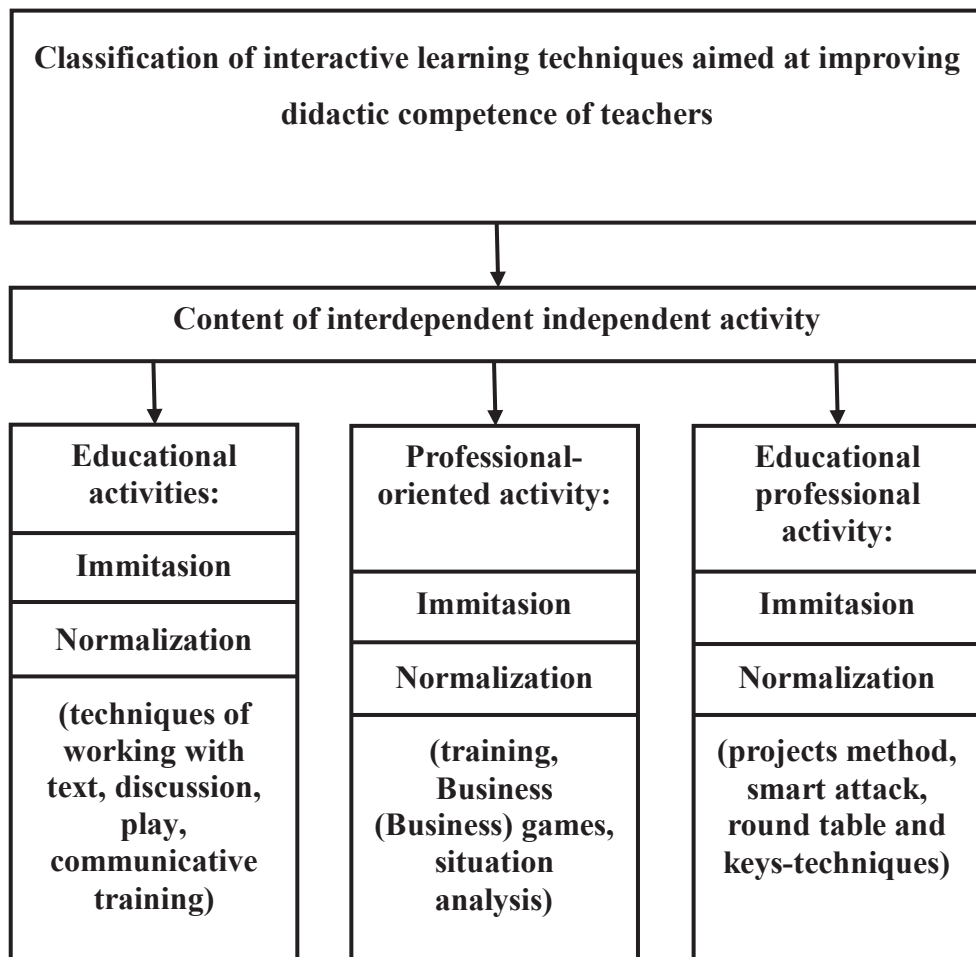 Classification of interactive learning techniques aimed at improving
didactic competence of teachers
Content of interdependent independent activity
Educational
activities:
Immitasion
Normalization
(techniques of
working with
text, discussion,
play,
communicative
training)
Professional-
oriented activity:
Immitasion
Normalization
(training,
Business
(Business) games,
situation
analysis)
Educational
professional
activity:
Immitasion
Normalization
(projects method,
smart attack,
round table and
keys-techniques)